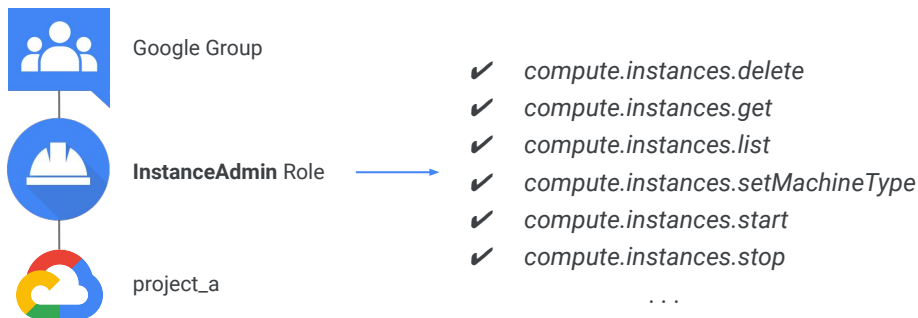 Google Group
InstanceAdmin Role
project_a
✔ compute.instances.delete
✔ compute.instances.get
✔ compute.instances.list
✔ compute.instances.setMachineType
✔ compute.instances.start
✔ compute.instances.stop
. . .